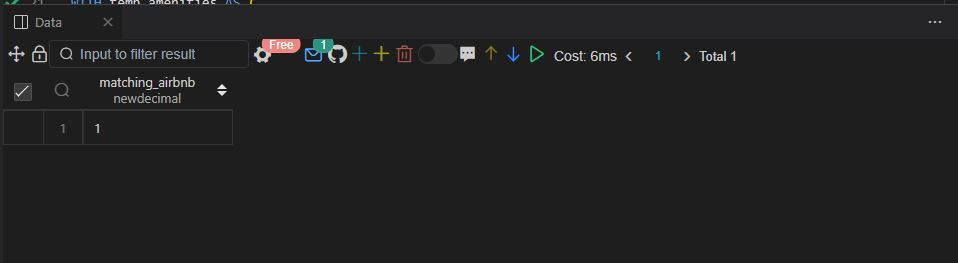 21 WITH temp_amenities AS (
Data
Input to filter result
Free
1
Cost: 6ms
1
Total 1
matching_airbnb
newdecimal
1
1